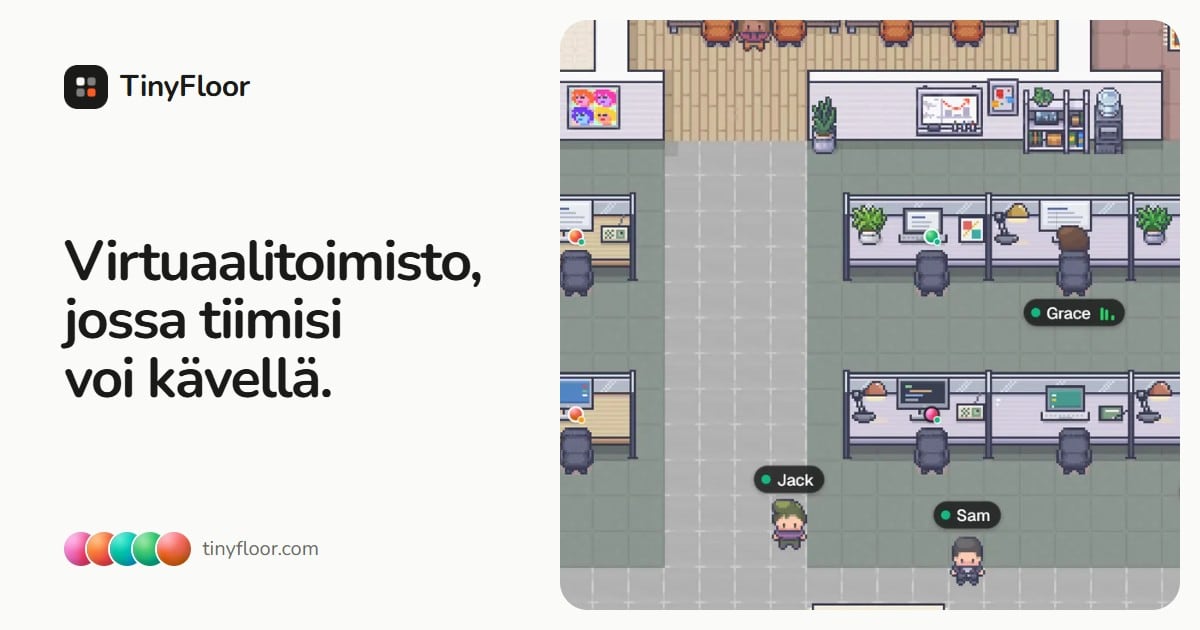 TinyFloor
Virtuaalitoimisto,
jossa tiimisi
voi kävellä.
tinyfloor.com
Grace
Jack
Sam